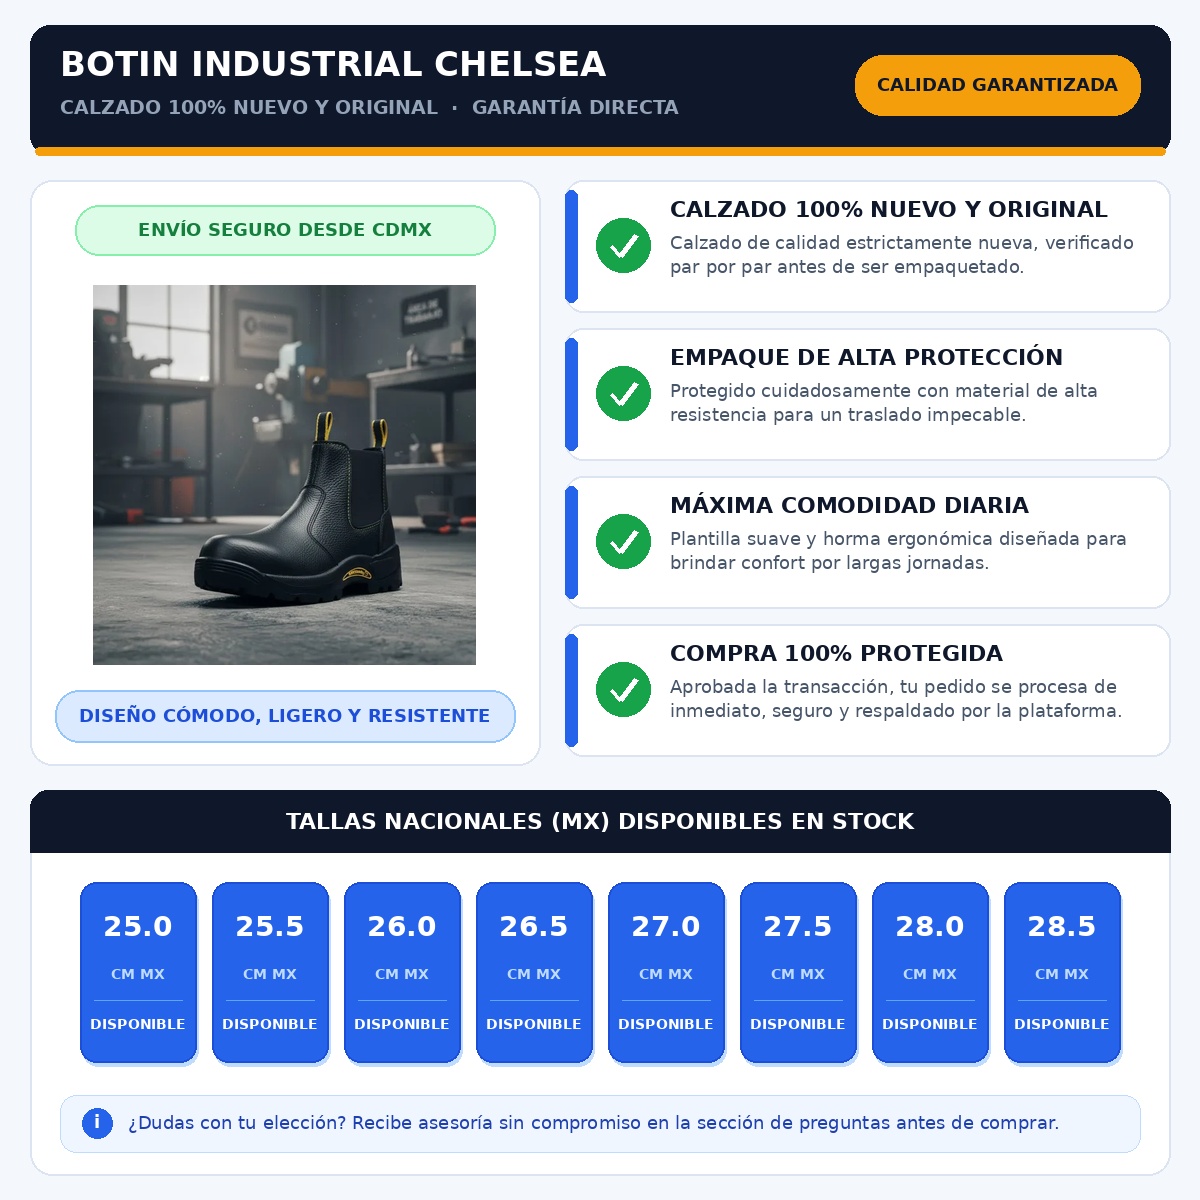 BOTIN INDUSTRIAL CHELSEA
CALZADO 100% NUEVO Y ORIGINAL · GARANTÍA DIRECTA
CALIDAD GARANTIZADA
ENVÍO SEGURO DESDE CDMX
DISEÑO CÓMODO, LIGERO Y RESISTENTE
CALZADO 100% NUEVO Y ORIGINAL
Calzado de calidad estrictamente nueva, verificado
par por par antes de ser empaquetado.
EMPAQUE DE ALTA PROTECCIÓN
Protegido cuidadosamente con material de alta
resistencia para un traslado impecable.
MÁXIMA COMODIDAD DIARIA
Plantilla suave y horma ergonómica diseñada para
brindar confort por largas jornadas.
COMPRA 100% PROTEGIDA
Aprobada la transacción, tu pedido se procesa de
inmediato, seguro y respaldado por la plataforma.
TALLAS NACIONALES (MX) DISPONIBLES EN STOCK
25.0 25.5 26.0 26.5 27.0 27.5 28.0 28.5
CM MX CM MX CM MX CM MX CM MX CM MX CM MX CM MX
DISPONIBLE DISPONIBLE DISPONIBLE DISPONIBLE DISPONIBLE DISPONIBLE DISPONIBLE DISPONIBLE
i ¿Dudas con tu elección? Recibe asesoría sin compromiso en la sección de preguntas antes de comprar.